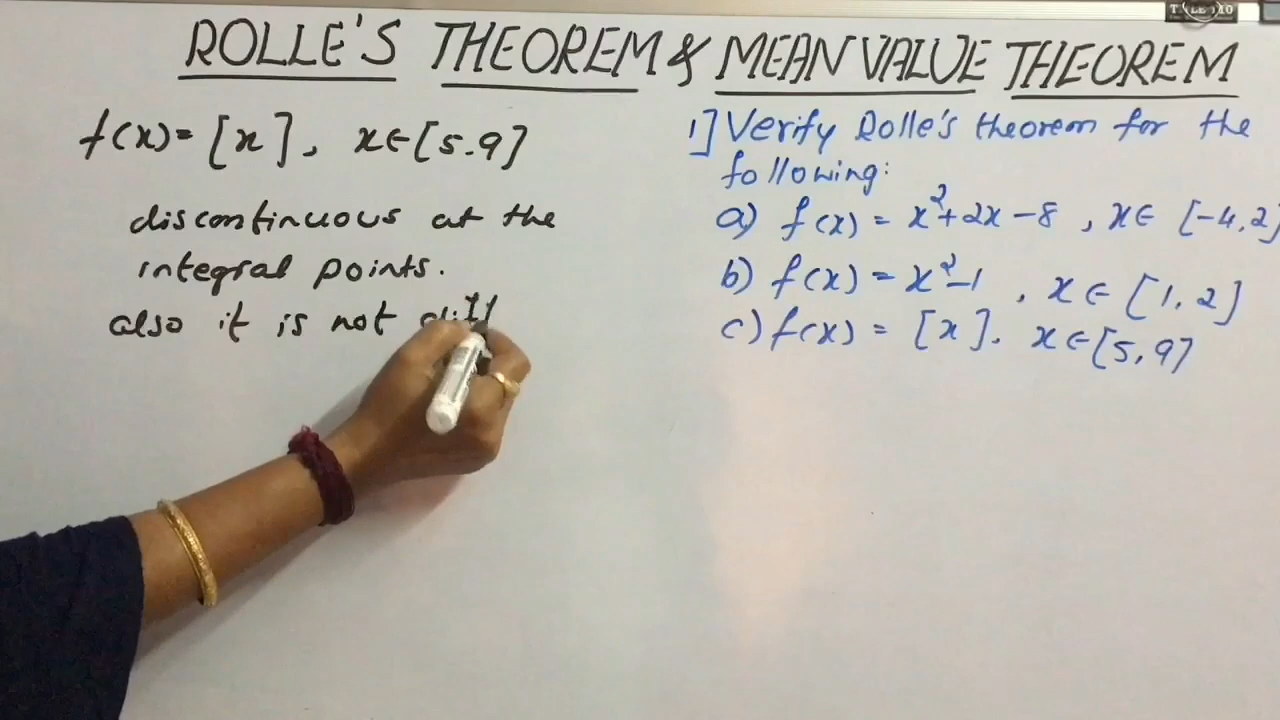 ROLLE'S THEOREM & MEAN VALUE THEOREM
f(x) = [x], x∈[5.9]
discontinuous at the
integral points.
also it is not diff
1] Verify Rolle's theorem for the
following:
a) f(x) = x²+2x-8 , x∈ [-4,2]
b) f(x) = x²-1 , x∈ [1,2]
c) f(x) = [x]. x∈[5,9]